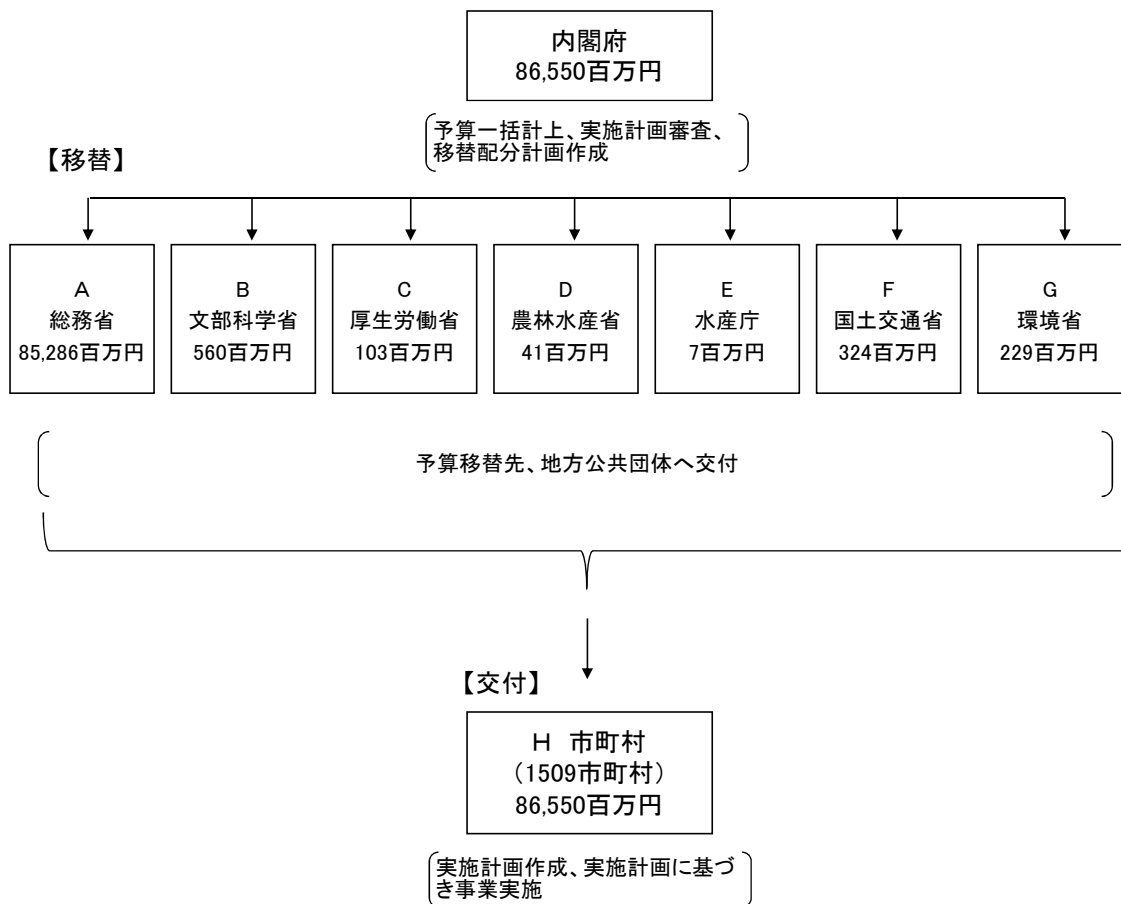 内閣府
86,550百万円
予算一括計上、実施計画審査、
移替配分計画作成
【移替】
A
総務省
85,286百万円
B
文部科学省
560百万円
C
厚生労働省
103百万円
D
農林水産省
41百万円
E
水産庁
7百万円
F
国土交通省
324百万円
G
環境省
229百万円
予算移替先、地方公共団体へ交付
【交付】
H 市町村
(1509市町村)
86,550百万円
実施計画作成、実施計画に基づ
き事業実施